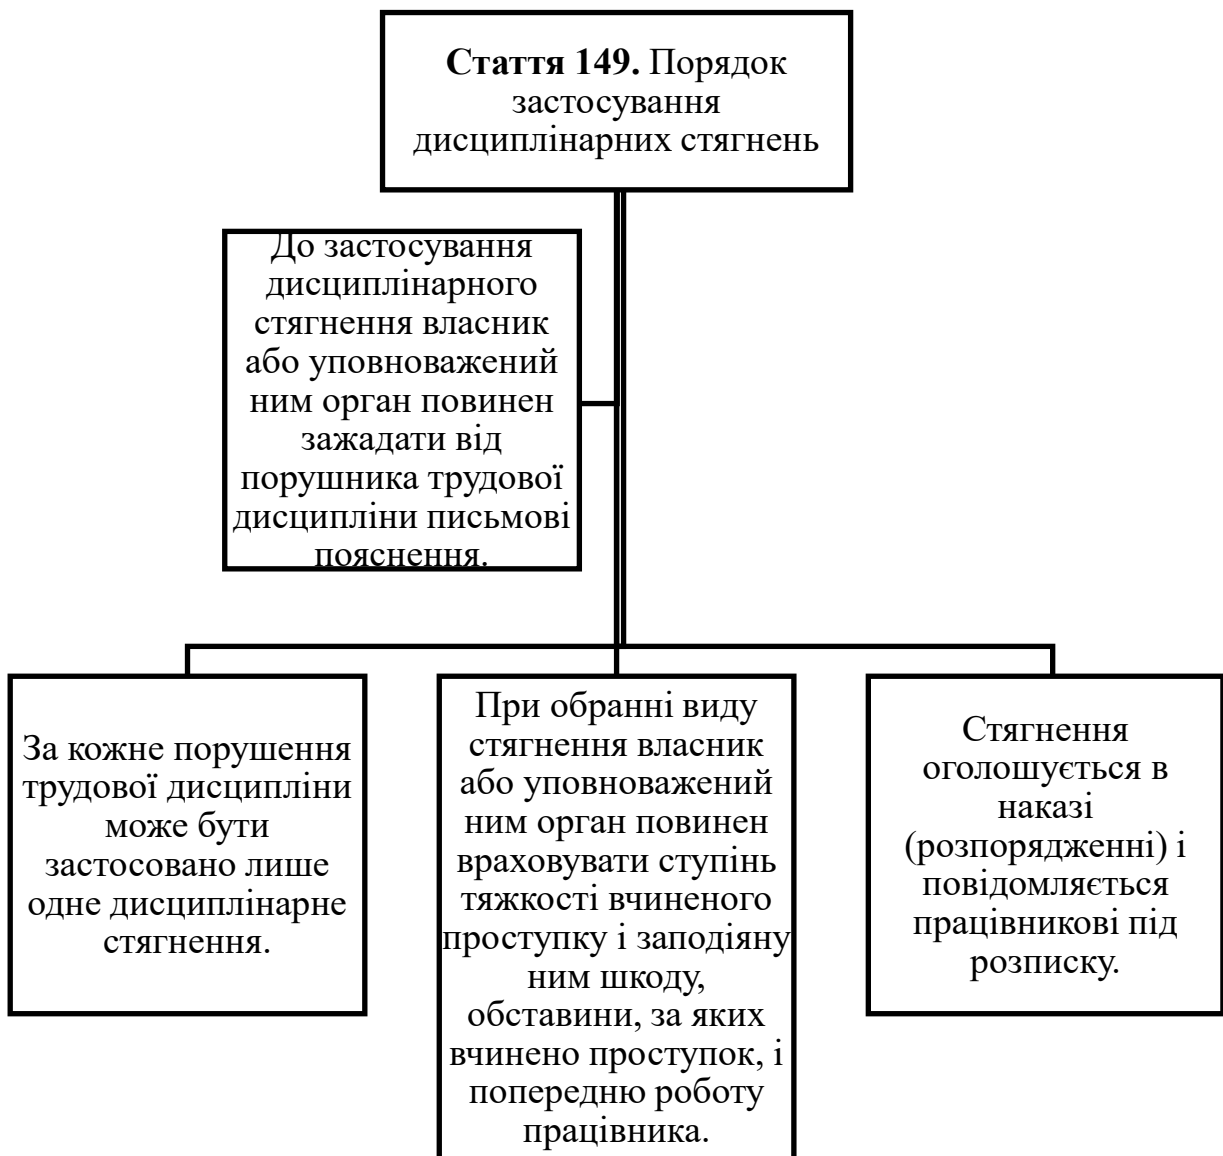 Стаття 149. Порядок
застосування
дисциплінарних стягнень
До застосування
дисциплінарного
стягнення власник
або уповноважений
ним орган повинен
зажадати від
порушника трудової
дисципліни письмові
пояснення.
За кожне порушення
трудової дисципліни
може бути
застосовано лише
одне дисциплінарне
стягнення.
При обранні виду
стягнення власник
або уповноважений
ним орган повинен
враховувати ступінь
тяжкості вчиненого
проступку і заподіяну
ним шкоду,
обставини, за яких
вчинено проступок, і
попередню роботу
працівника.
Стягнення
оголошується в
наказі
(розпорядженні) і
повідомляється
працівникові під
розписку.